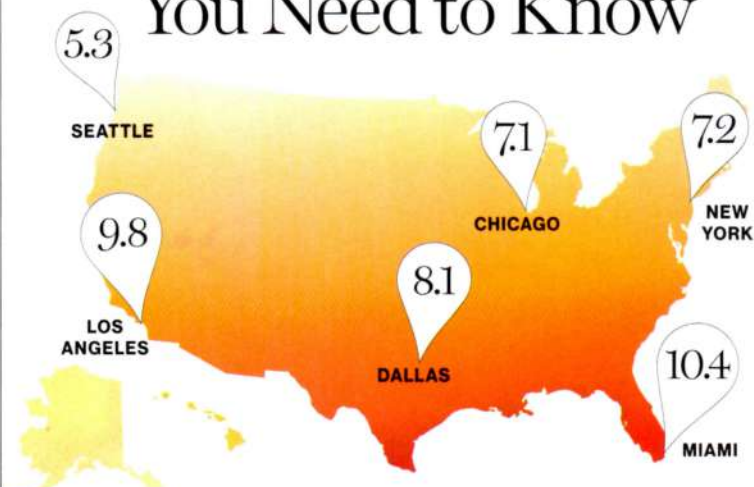 You Need to Know
5.3
SEATTLE
7.1
CHICAGO
7.2
NEW
YORK
9.8
LOS
ANGELES
8.1
DALLAS
10.4
MIAMI